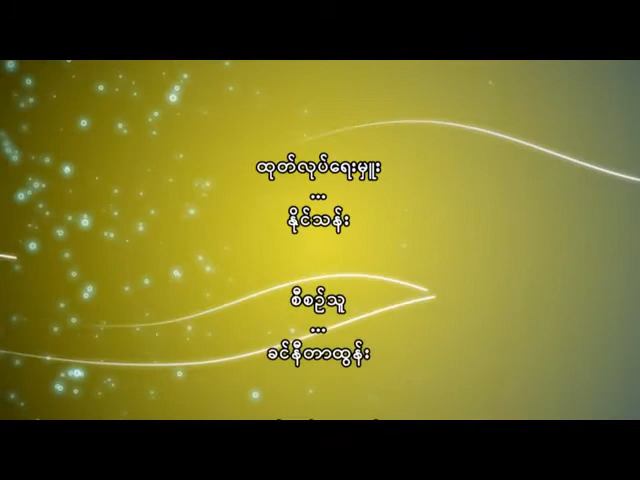 ထုတ်လုပ်ရေးမှူး
...
နိုင်သန်း
စီစဉ်သူ
...
ခင်နီတာထွန်း